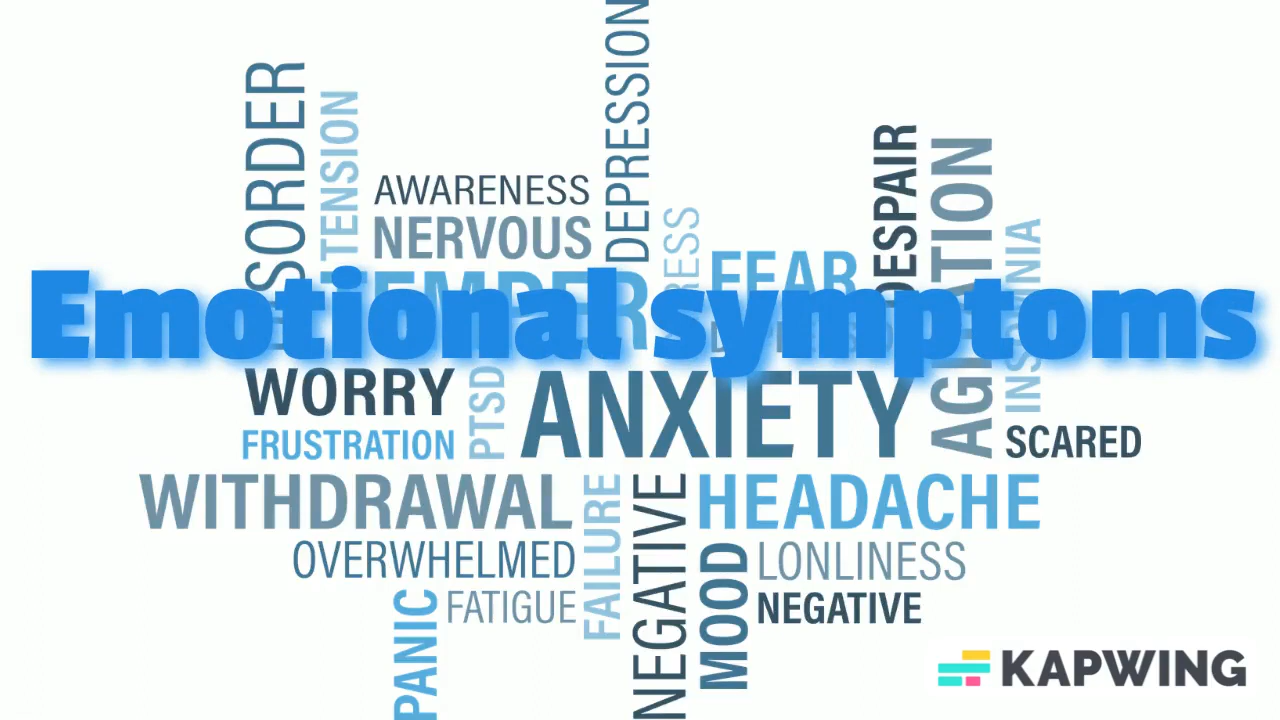 DEPRESSION
DISORDER
TENSION
AWARENESS
NERVOUS
DESPAIR
AGITATION
INSOMNIA
TEMPER
FEAR
Emotional symptoms
WORRY
PTSD
ANXIETY
FRUSTRATION
SCARED
WITHDRAWAL
FAILURE
NEGATIVE
HEADACHE
OVERWHELMED
MOOD
LONLINESS
PANIC
FATIGUE
NEGATIVE
KAPWING